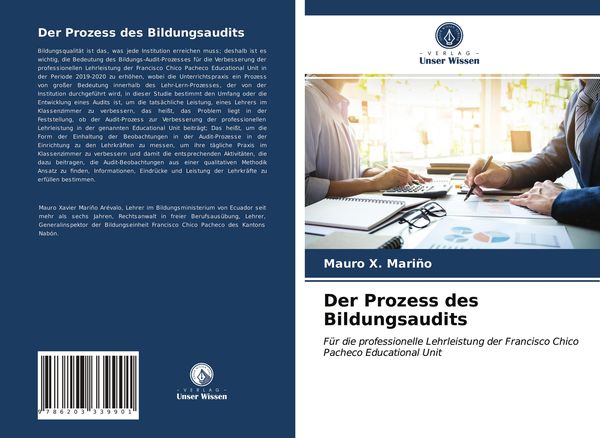 Der Prozess des Bildungsaudits
Bildungsqualität ist das, was jede Institution erreichen muss; deshalb ist es
wichtig, die Bedeutung des Bildungs-Audit-Prozesses für die Verbesserung der
professionellen Lehrleistung der Francisco Chico Pacheco Educational Unit in
der Periode 2019-2020 zu erhöhen, wobei die Unterrichtspraxis ein Prozess
von großer Bedeutung innerhalb des Lehr-Lern-Prozesses, der von der
Institution durchgeführt wird, in dieser Studie bestimmt den Umfang oder die
Entwicklung eines Audits ist, um die tatsächliche Leistung, eines Lehrers im
Klassenzimmer zu verbessern, das heißt, das Problem liegt in der
Feststellung, ob der Audit-Prozess zur Verbesserung der professionellen
Lehrleistung in der genannten Educational Unit beiträgt; Das heißt, um die
Form der Einhaltung der Beobachtungen in der Audit-Prozesse in der
Einrichtung zu den Lehrkräften zu messen, um ihre tägliche Praxis im
Klassenzimmer zu verbessern und damit die entsprechenden Aktivitäten, die
dazu beitragen, die Audit-Beobachtungen aus einer qualitativen Methodik
Ansatz zu finden, Informationen, Eindrücke und Leistung der Lehrkräfte zu
erfüllen bestimmen.
Mauro Xavier Mariño Arévalo, Lehrer im Bildungsministerium von Ecuador seit
mehr als sechs Jahren, Rechtsanwalt in freier Berufsausübung, Lehrer,
Generalinspektor der Bildungseinheit Francisco Chico Pacheco des Kantons
Nabón.
9 786203 339901
VERLAG
Unser Wissen
VERLAG
Unser Wissen
Mauro X. Mariño
Der Prozess des
Bildungsaudits
Für die professionelle Lehrleistung der Francisco Chico
Pacheco Educational Unit